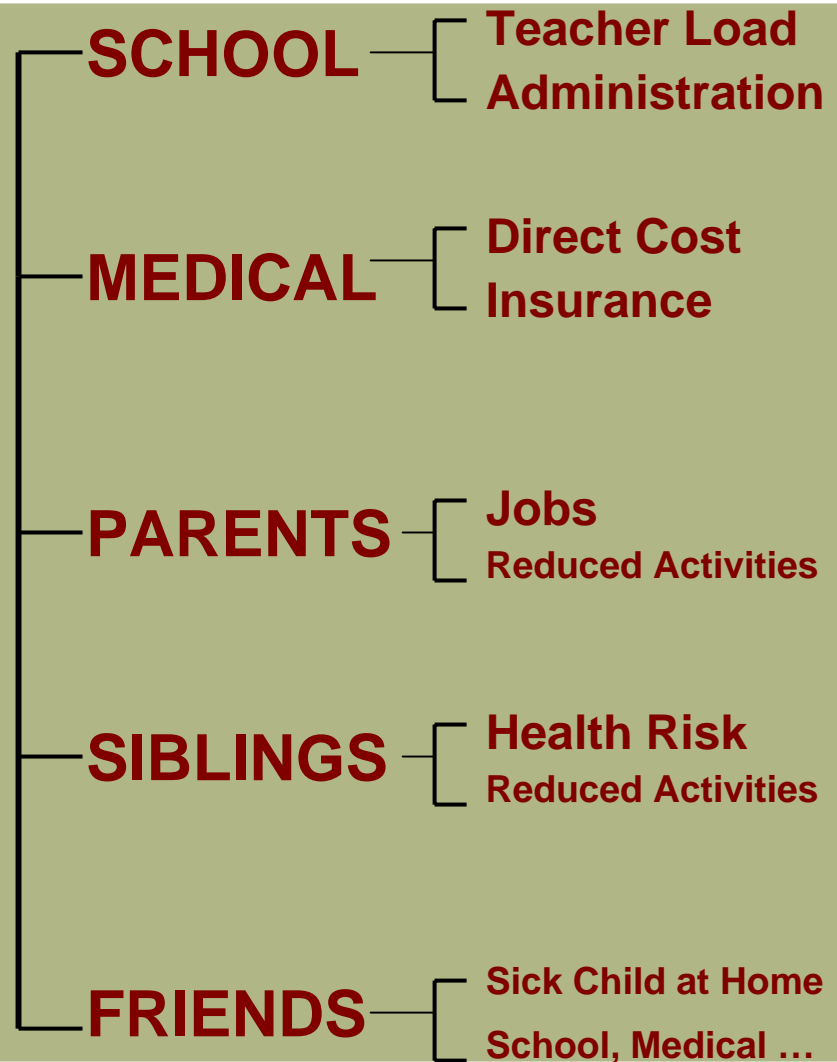 SCHOOL
Teacher Load
Administration
MEDICAL
Direct Cost
Insurance
PARENTS
Jobs
Reduced Activities
SIBLINGS
Health Risk
Reduced Activities
FRIENDS
Sick Child at Home
School, Medical …